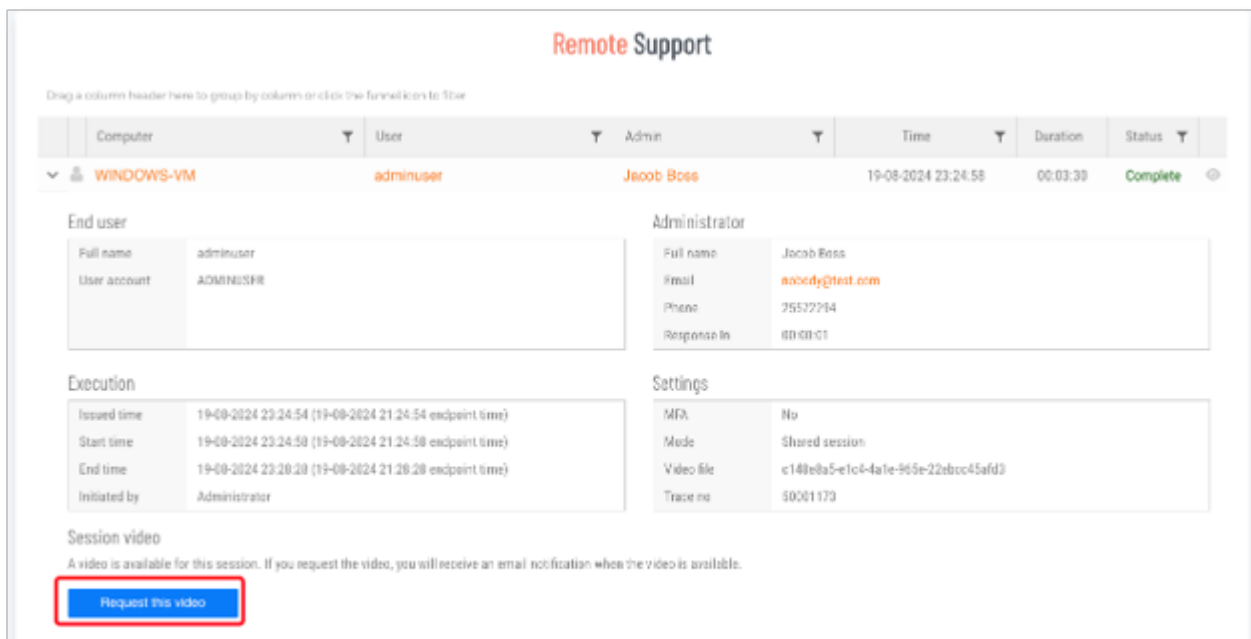 Remote Support
Drag a column header here to group by column or click the funnel icon to filter
Computer User Admin Time Duration Status
WINDOWS-VM adminuser Jacob Boss 19-08-2024 23:24:58 00:03:30 Complete
End user
Full name adminuser
User account ADMINUSER
Administrator
Full name Jacob Boss
Email nobody@test.com
Phone 25572294
Response in 00:00:01
Execution
Issued time 19-08-2024 23:24:54 (19-08-2024 21:24:54 endpoint time)
Start time 19-08-2024 23:24:58 (19-08-2024 21:24:58 endpoint time)
End time 19-08-2024 23:28:28 (19-08-2024 21:28:28 endpoint time)
Initiated by Administrator
Settings
MFA No
Mode Shared session
Video file
Trace no 50001173
Session video
A video is available for this session. If you request the video, you will receive an email notification when the video is available.
Request this video